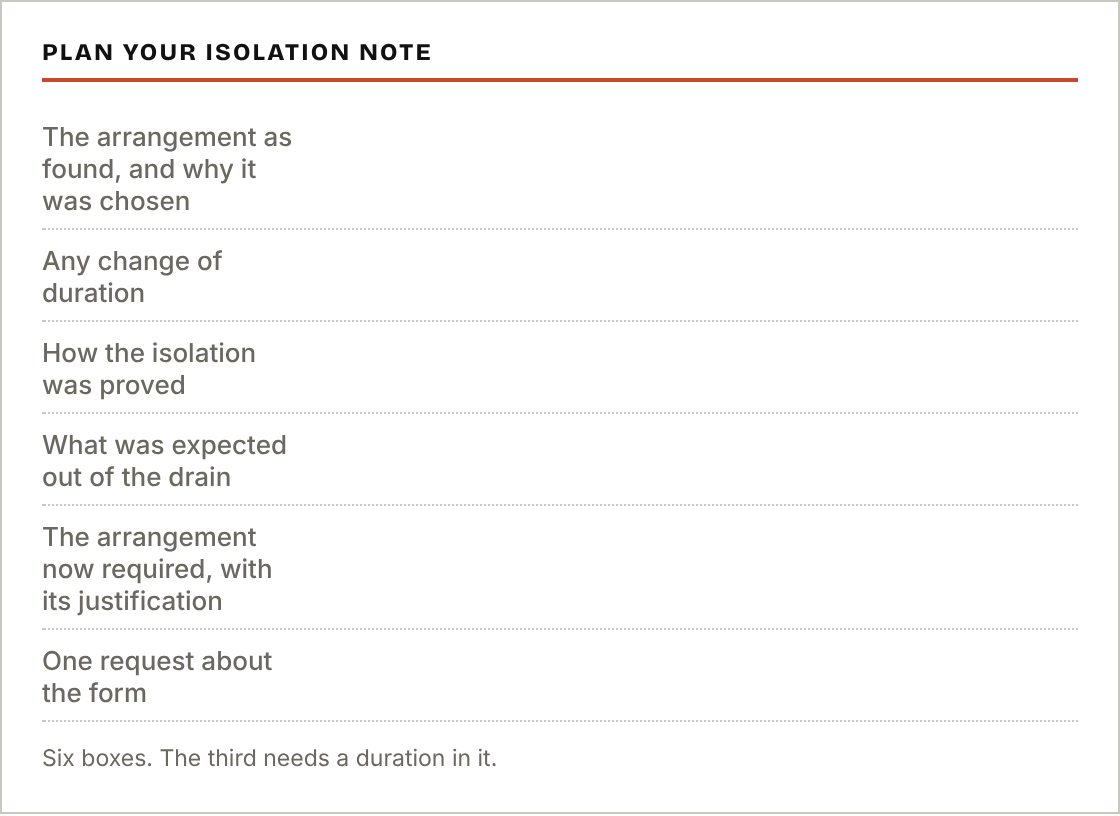 PLAN YOUR ISOLATION NOTE
The arrangement as
found, and why it
was chosen
Any change of
duration
How the isolation
was proved
What was expected
out of the drain
The arrangement
now required, with
its justification
One request about
the form
Six boxes. The third needs a duration in it.